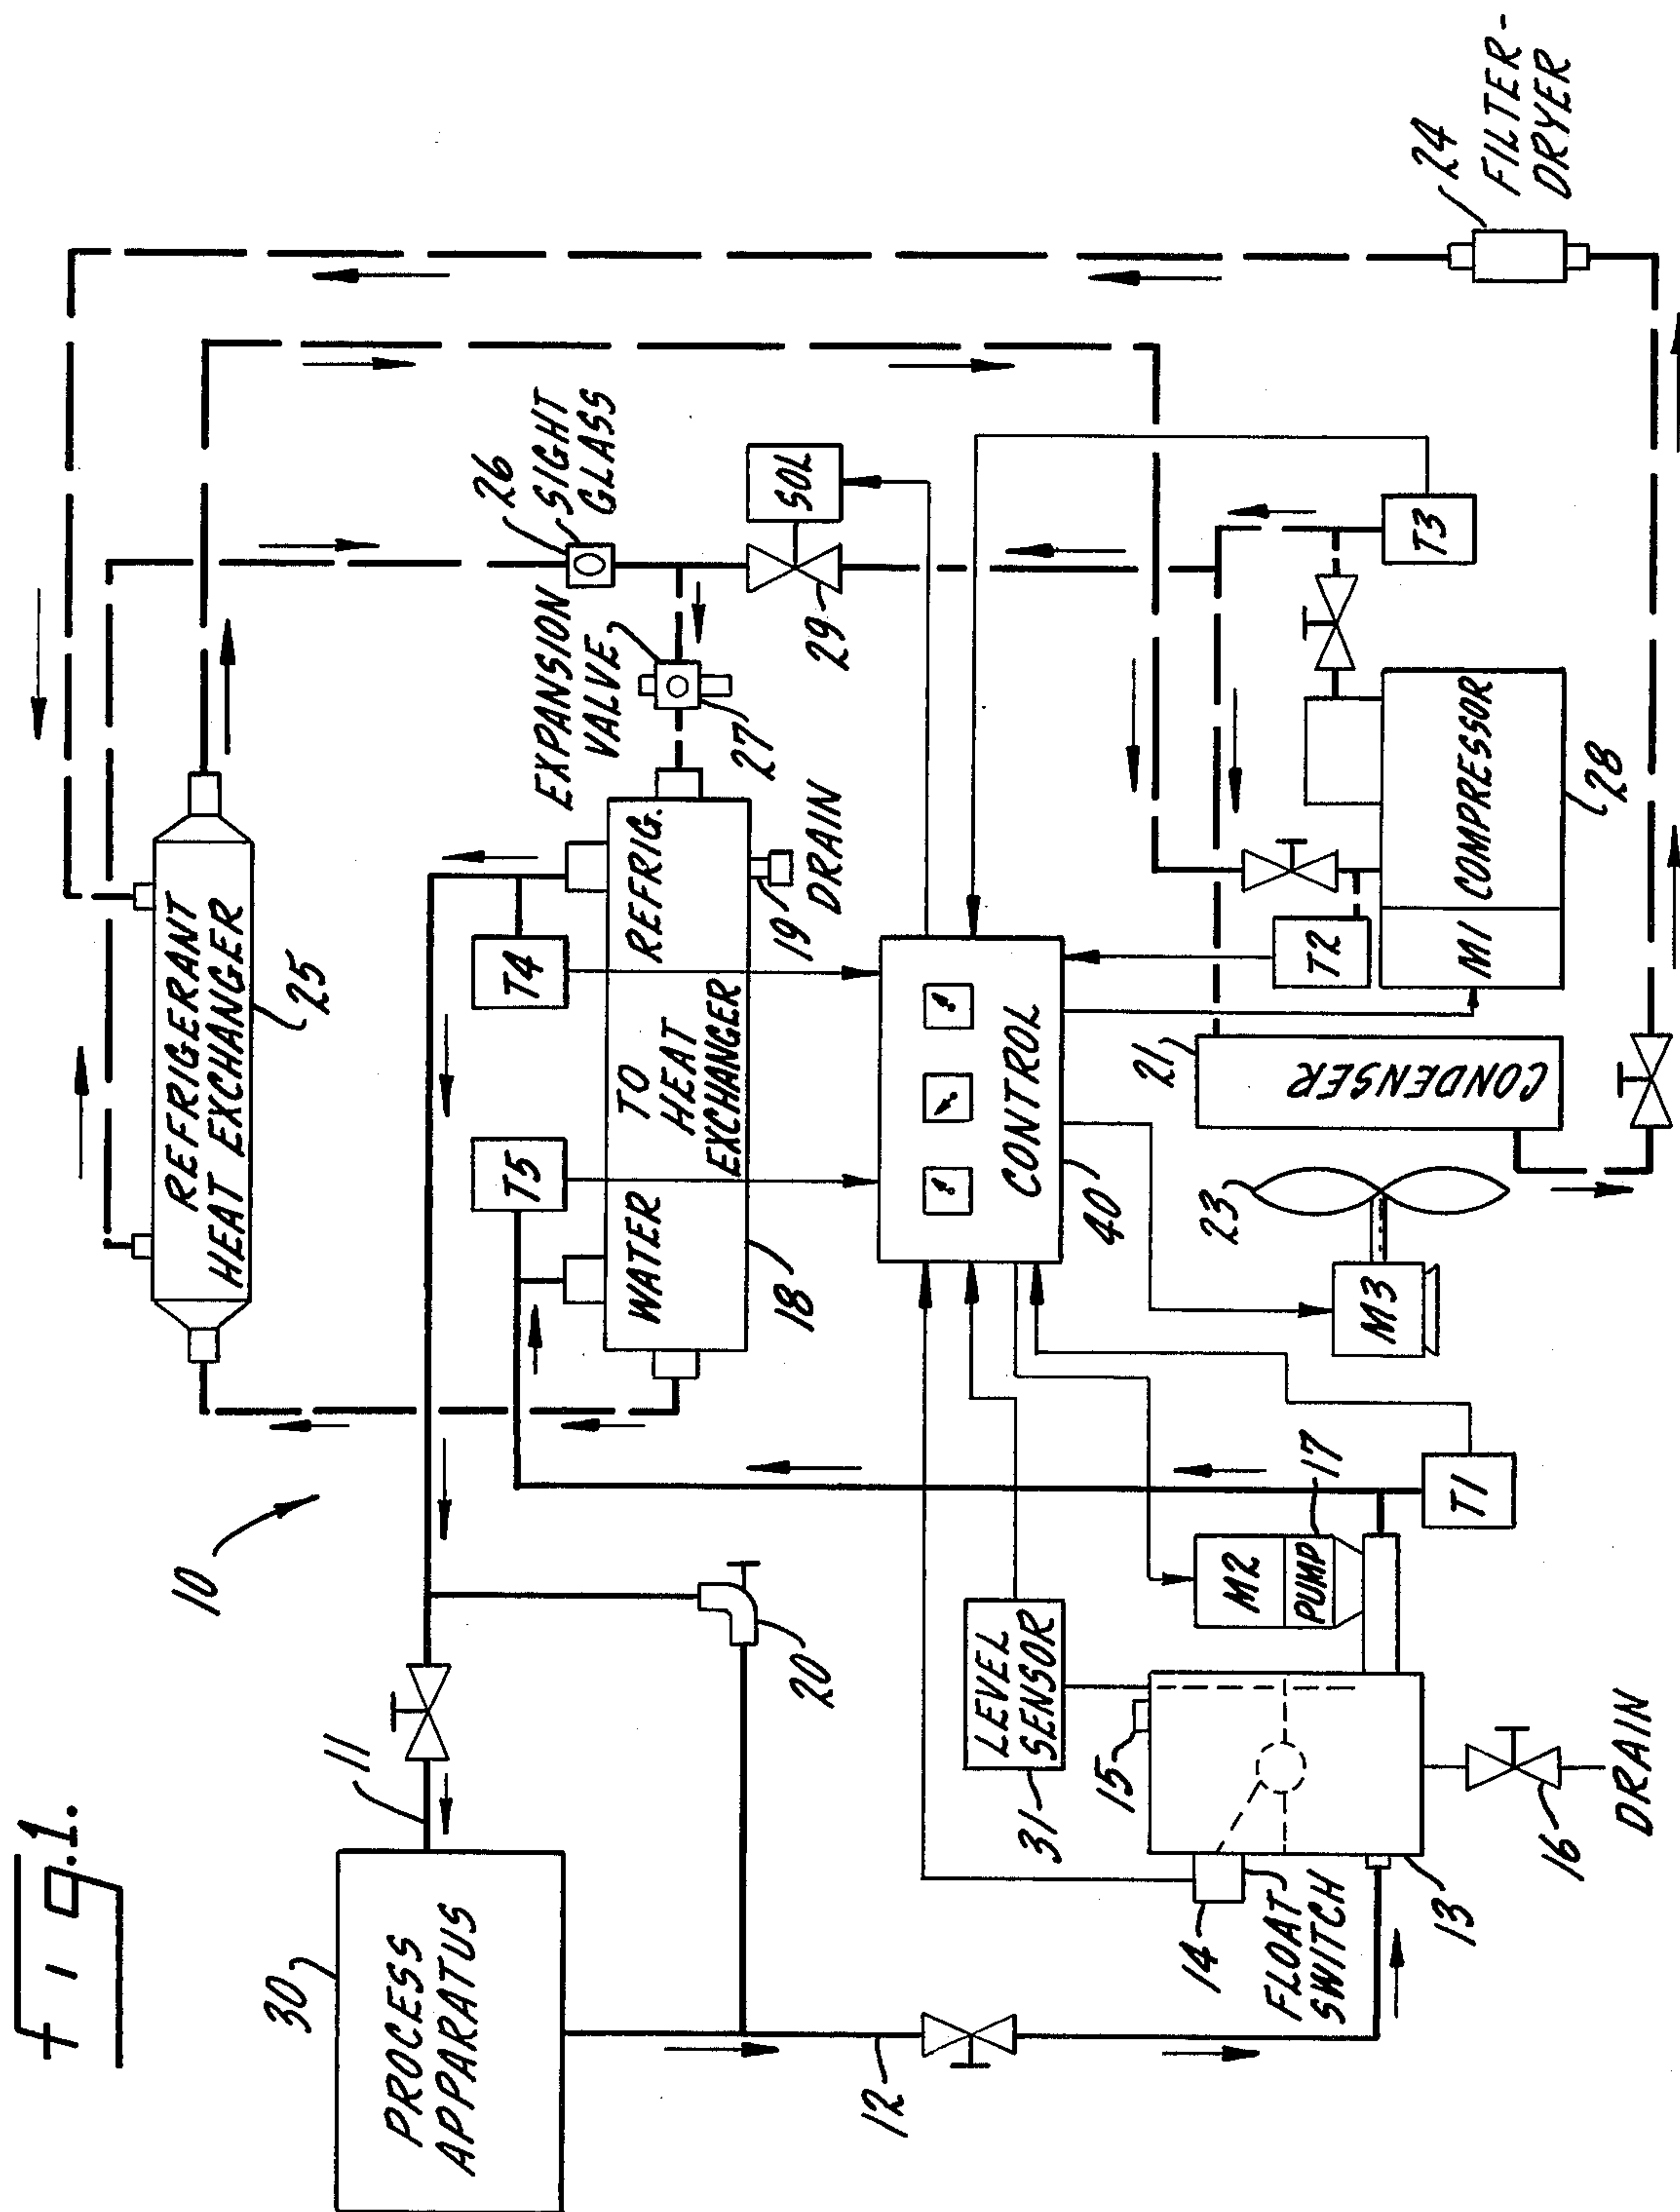 Fig.1.
30
PROCESS
APPARATUS
11
10
REFRIGERANT
HEAT EXCHANGER
25
12
20
T5
T4
WATER
TO
HEAT
EXCHANGER
REFRIG.
18
19
DRAIN
EXPANSION
VALVE
27
26
SIGHT
GLASS
SOL
29
LEVEL
SENSOR
31
15
14
FLOAT
SWITCH
13
16
DRAIN
M2
PUMP
17
T1
CONTROL
40
M3
23
21
CONDENSER
T2
M1
COMPRESSOR
28
T3
24
FILTER-
DRYER